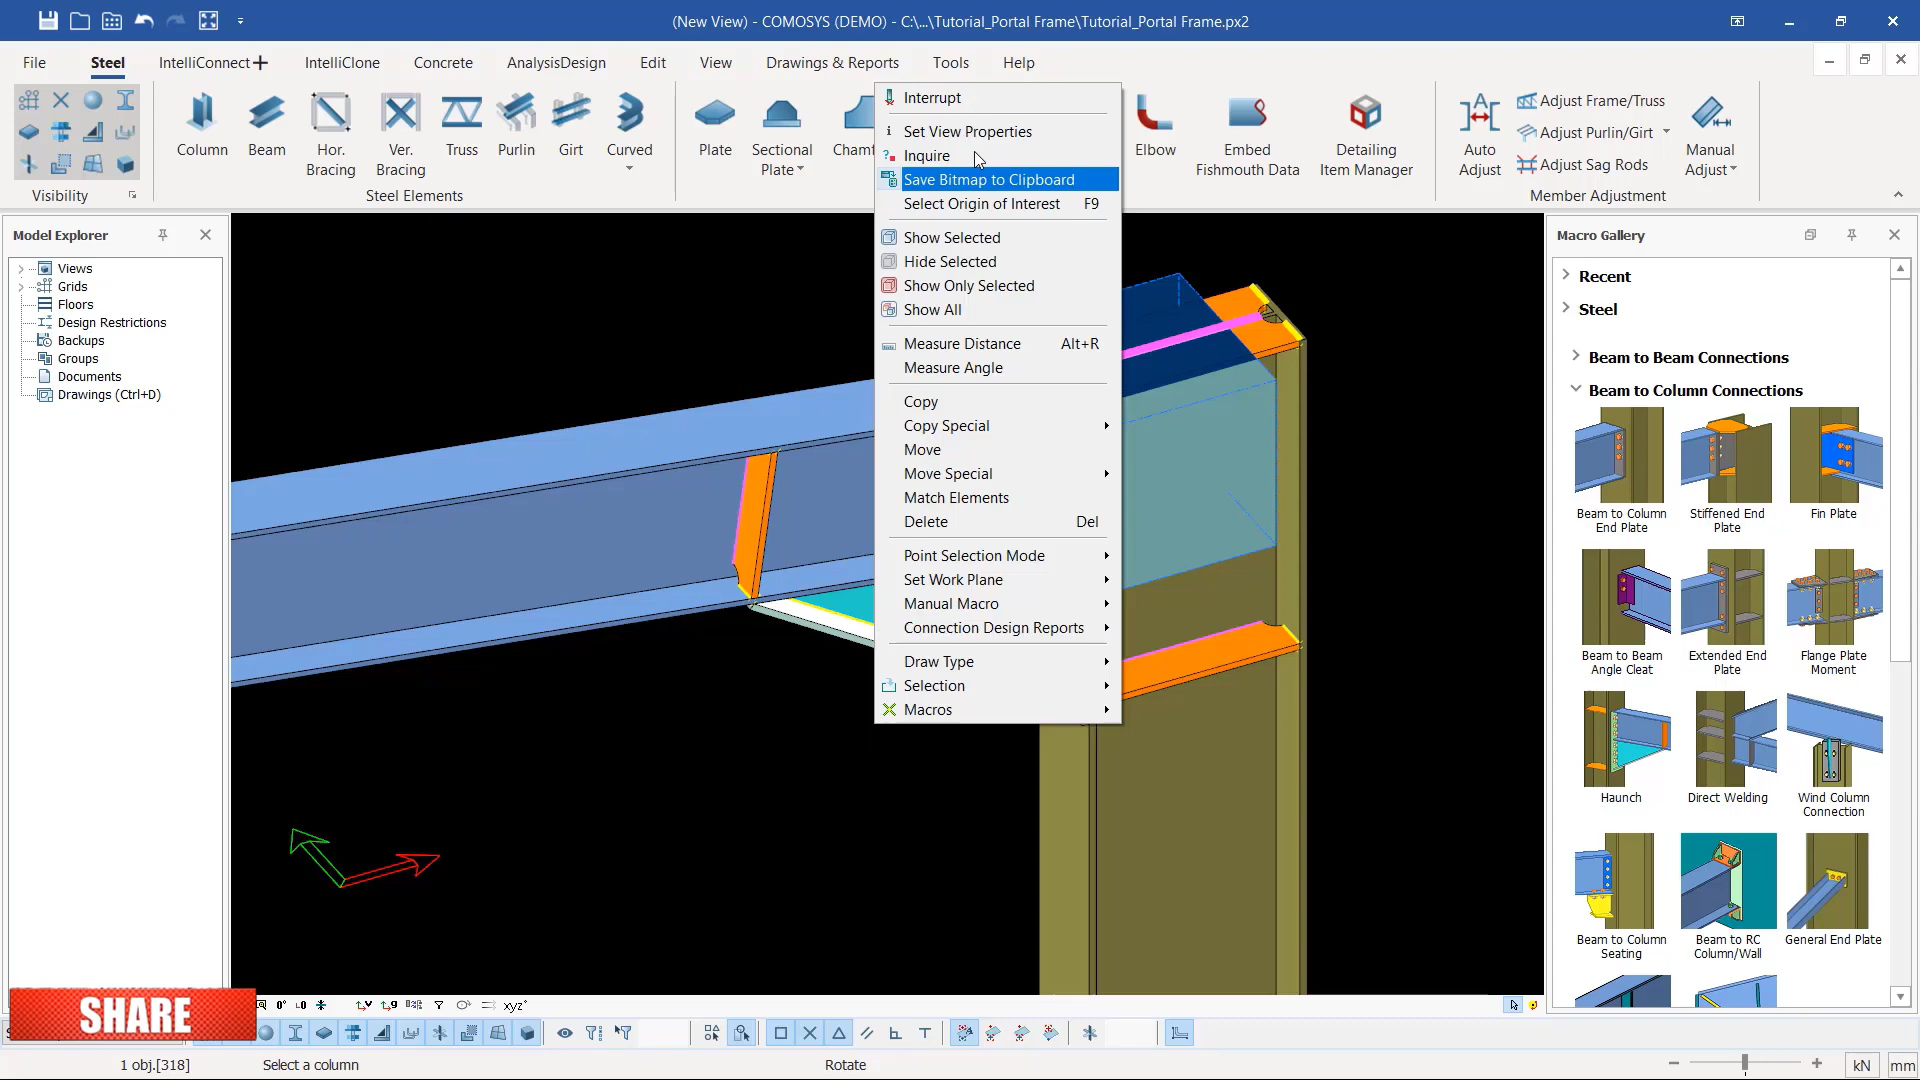 (New View) - COMOSYS (DEMO) - C:\...\Tutorial_Portal Frame\Tutorial_Portal Frame.px2
File
Steel
IntelliConnect
IntelliClone
Concrete
AnalysisDesign
Edit
View
Drawings & Reports
Tools
Help
Column
Beam
Hor. Bracing
Ver. Bracing
Truss
Purlin
Girt
Curved
Plate
Sectional Plate
Chamf
Elbow
Embed Fishmouth Data
Detailing Item Manager
Auto Adjust
Adjust Frame/Truss
Adjust Purlin/Girt
Adjust Sag Rods
Manual Adjust
Visibility
Steel Elements
Member Adjustment
Model Explorer
Views
Grids
Floors
Design Restrictions
Backups
Groups
Documents
Drawings (Ctrl+D)
Interrupt
Set View Properties
Inquire
Save Bitmap to Clipboard
Select Origin of Interest F9
Show Selected
Hide Selected
Show Only Selected
Show All
Measure Distance Alt+R
Measure Angle
Copy
Copy Special
Move
Move Special
Match Elements
Delete Del
Point Selection Mode
Set Work Plane
Manual Macro
Connection Design Reports
Draw Type
Selection
Macros
Macro Gallery
Recent
Steel
Beam to Beam Connections
Beam to Column Connections
Beam to Column End Plate
Stiffened End Plate
Fin Plate
Beam to Beam Angle Cleat
Extended End Plate
Flange Plate Moment
Haunch
Direct Welding
Wind Column Connection
Beam to Column Seating
Beam to RC Column/Wall
General End Plate
SHARE
xyz
1 obj.[318]
Select a column
Rotate
kN
mm